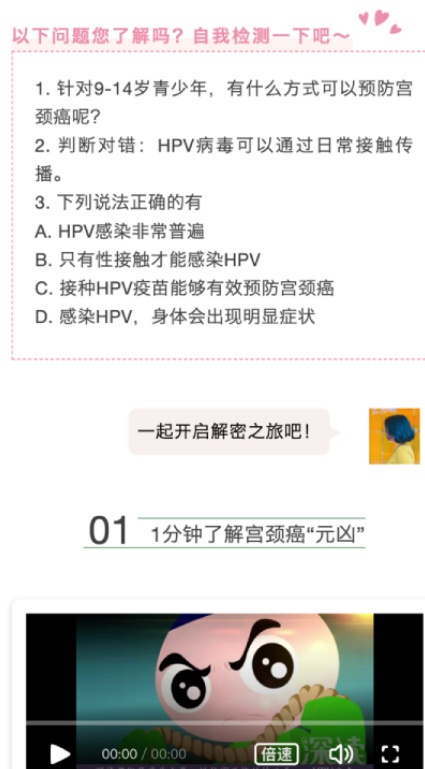 以下问题您了解吗？自我检测一下吧～
1. 针对9-14岁青少年，有什么方式可以预防宫
颈癌呢？
2. 判断对错：HPV病毒可以通过日常接触传
播。
3. 下列说法正确的有
A. HPV感染非常普遍
B. 只有性接触才能感染HPV
C. 接种HPV疫苗能够有效预防宫颈癌
D. 感染HPV，身体会出现明显症状
一起开启解密之旅吧！
01 1分钟了解宫颈癌“元凶”
深读
00:00 / 00:00 倍速